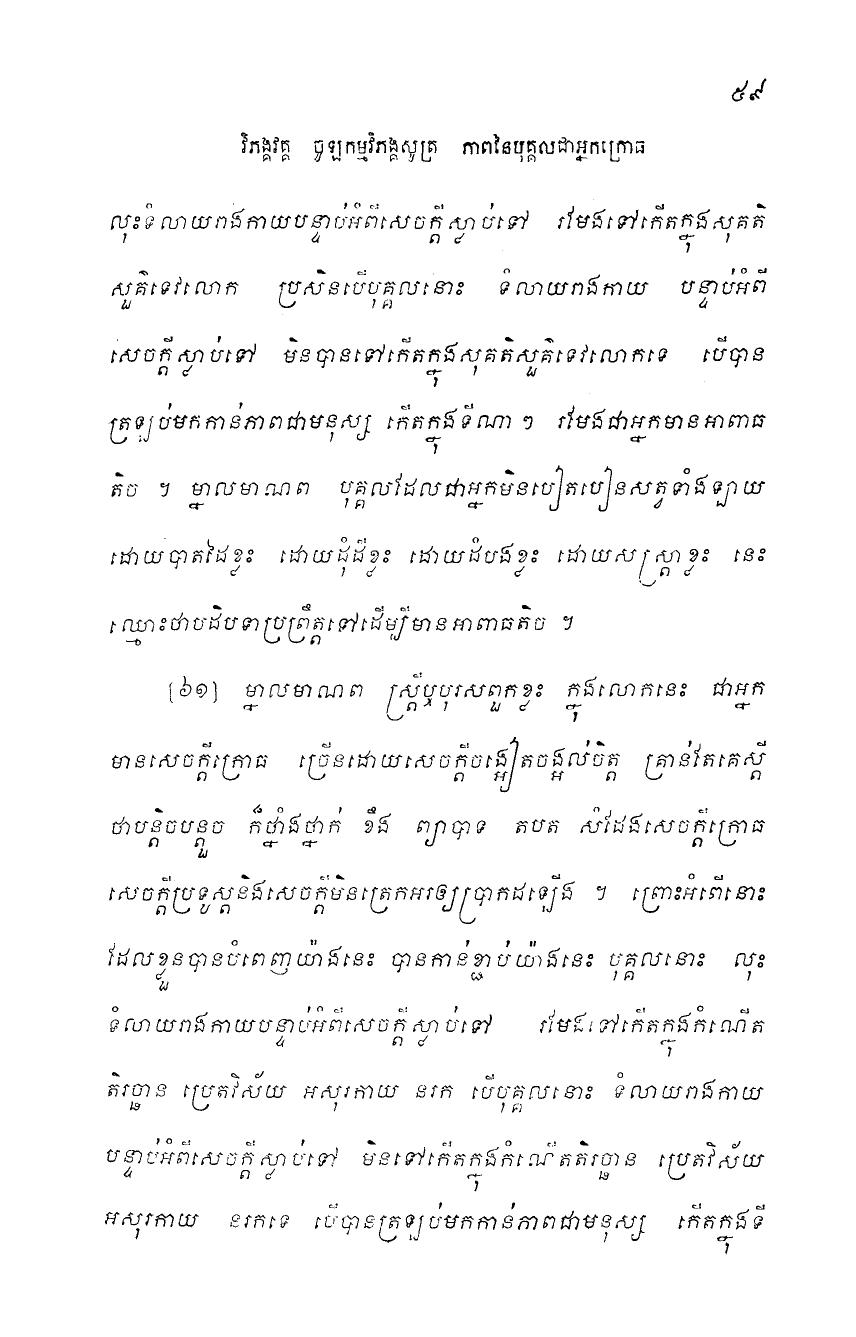 ៥៩
វិភង្គវគ្គ ចូឡកម្មវិភង្គសូត្រ ភាពនៃបុគ្គលជាអ្នកក្រោធ
លុះទំលាយរាងកាយបន្ទាប់អំពីសេចក្តីស្លាប់ទៅ រមែងទៅកើតក្នុងសុគតិ
សួគ៌ទេវលោក ប្រសិនបើបុគ្គលនោះ ទំលាយរាងកាយ បន្ទាប់អំពី
សេចក្តីស្លាប់ទៅ មិនបានទៅកើតក្នុងសុគតិសួគ៌ទេវលោកទេ បើបាន
ត្រឡប់មកកាន់ភាពជាមនុស្ស កើតក្នុងទីណាៗ រមែងជាអ្នកមានអាពាធ
តិច ។ ម្នាលមាណព បុគ្គលដែលជាអ្នកមិនបៀតបៀនសត្វទាំងឡាយ
ដោយបាតដៃខ្លះ ដោយដុំដីខ្លះ ដោយដំបងខ្លះ ដោយសស្ត្រាខ្លះ នេះ
ឈ្មោះថាបដិបទាប្រព្រឹត្តទៅដើម្បីមានអាពាធតិច ។
[៦១] ម្នាលមាណព ស្ត្រីឬបុរសពួកខ្លះ ក្នុងលោកនេះ ជាអ្នក
មានសេចក្តីក្រោធ ច្រើនដោយសេចក្តីចង្អៀតចង្អល់ចិត្ត គ្រាន់តែគេស្តី
ថាបន្តិចបន្តួច ក៏ថ្នាំងថ្នាក់ ខឹង ព្យាបាទ តបត សំដែងសេចក្តីក្រោធ
សេចក្តីប្រទូស្តនិងសេចក្តីមិនត្រេកអរឲ្យប្រាកដឡើង ។ ព្រោះអំពើនោះ
ដែលខ្លួនបានបំពេញយ៉ាងនេះ បានកាន់ខ្ជាប់យ៉ាងនេះ បុគ្គលនោះ លុះ
ទំលាយរាងកាយបន្ទាប់អំពីសេចក្តីស្លាប់ទៅ រមែងទៅកើតក្នុងកំណើត
តិរច្ឆាន ប្រេតវិស័យ អសុរកាយ នរក បើបុគ្គលនោះ ទំលាយរាងកាយ
បន្ទាប់អំពីសេចក្តីស្លាប់ទៅ មិនទៅកើតក្នុងកំណើតតិរច្ឆាន ប្រេតវិស័យ
អសុរកាយ នរកទេ បើបានត្រឡប់មកកាន់ភាពជាមនុស្ស កើតក្នុងទី